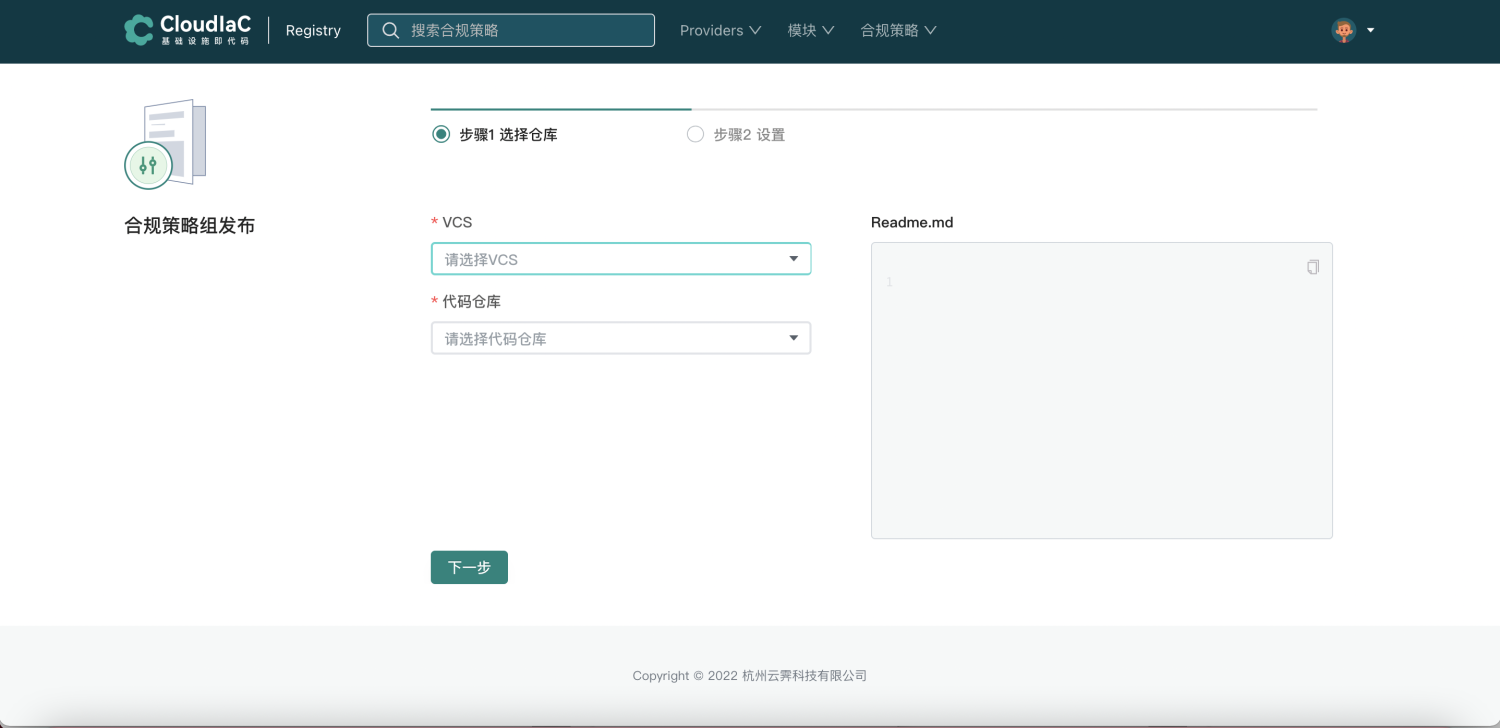 CloudIaC
基础设施即代码
Registry
搜索合规策略
Providers
模块
合规策略
步骤1 选择仓库
步骤2 设置
合规策略组发布
* VCS
请选择VCS
* 代码仓库
请选择代码仓库
Readme.md
1
下一步
Copyright © 2022 杭州云霁科技有限公司